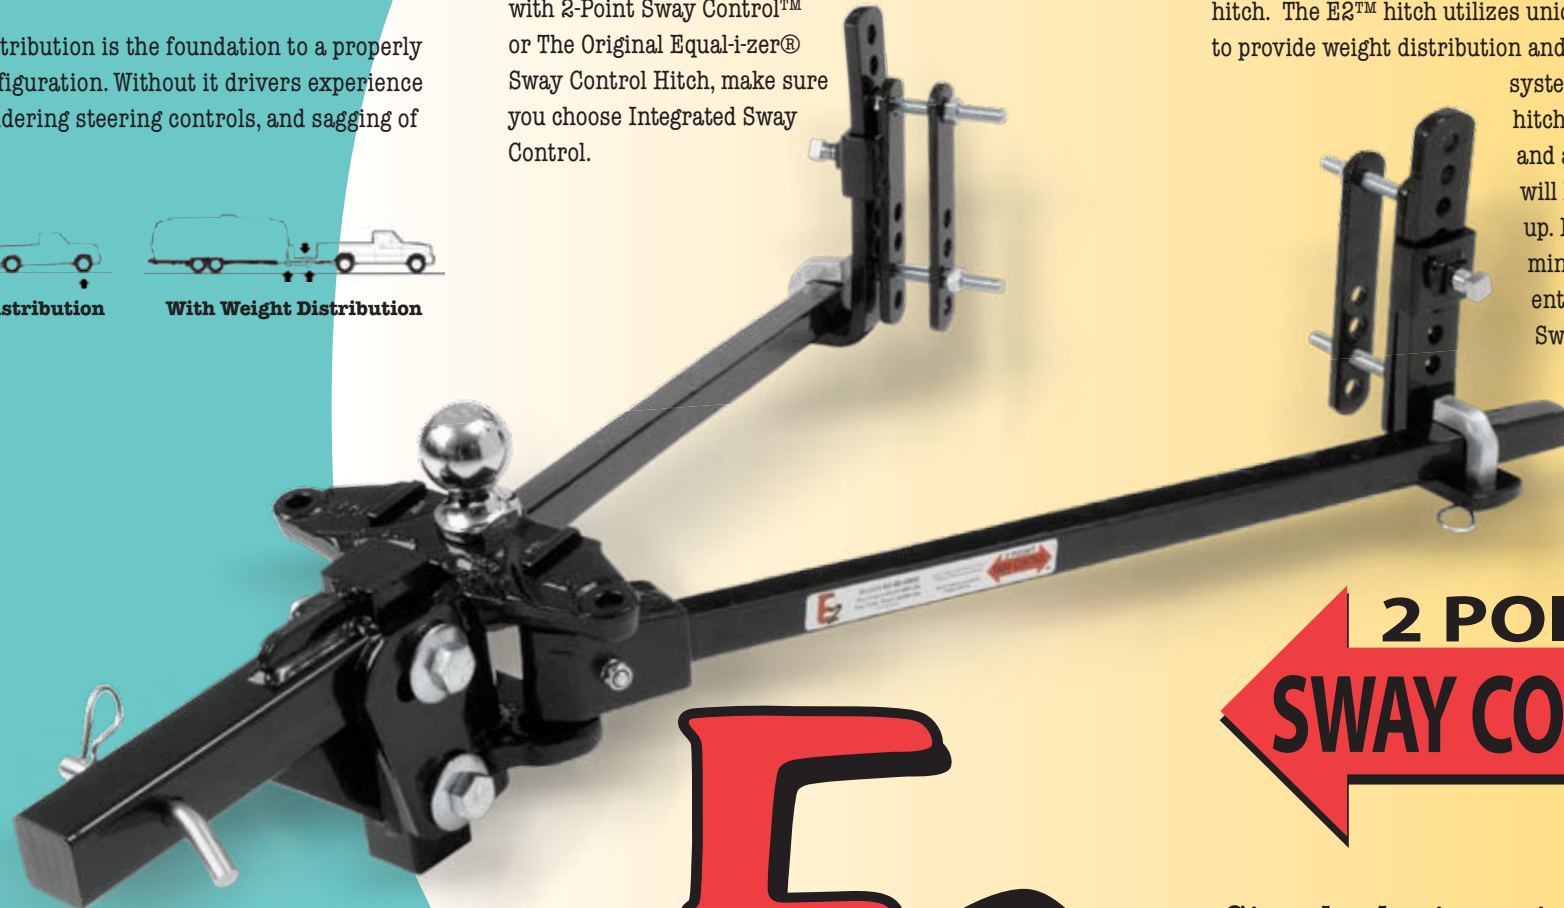 tribution is the foundation to a properly
figuration. Without it drivers experience
dering steering controls, and sagging of
stribution
With Weight Distribution
with 2-Point Sway Control™
or The Original Equal-i-zer®
Sway Control Hitch, make sure
you choose Integrated Sway
Control.
hitch. The E2™ hitch utilizes uni
to provide weight distribution and
syste
hitch
and a
will
up.
min
ent
Sw
E2
2 POI
SWAY CO
E